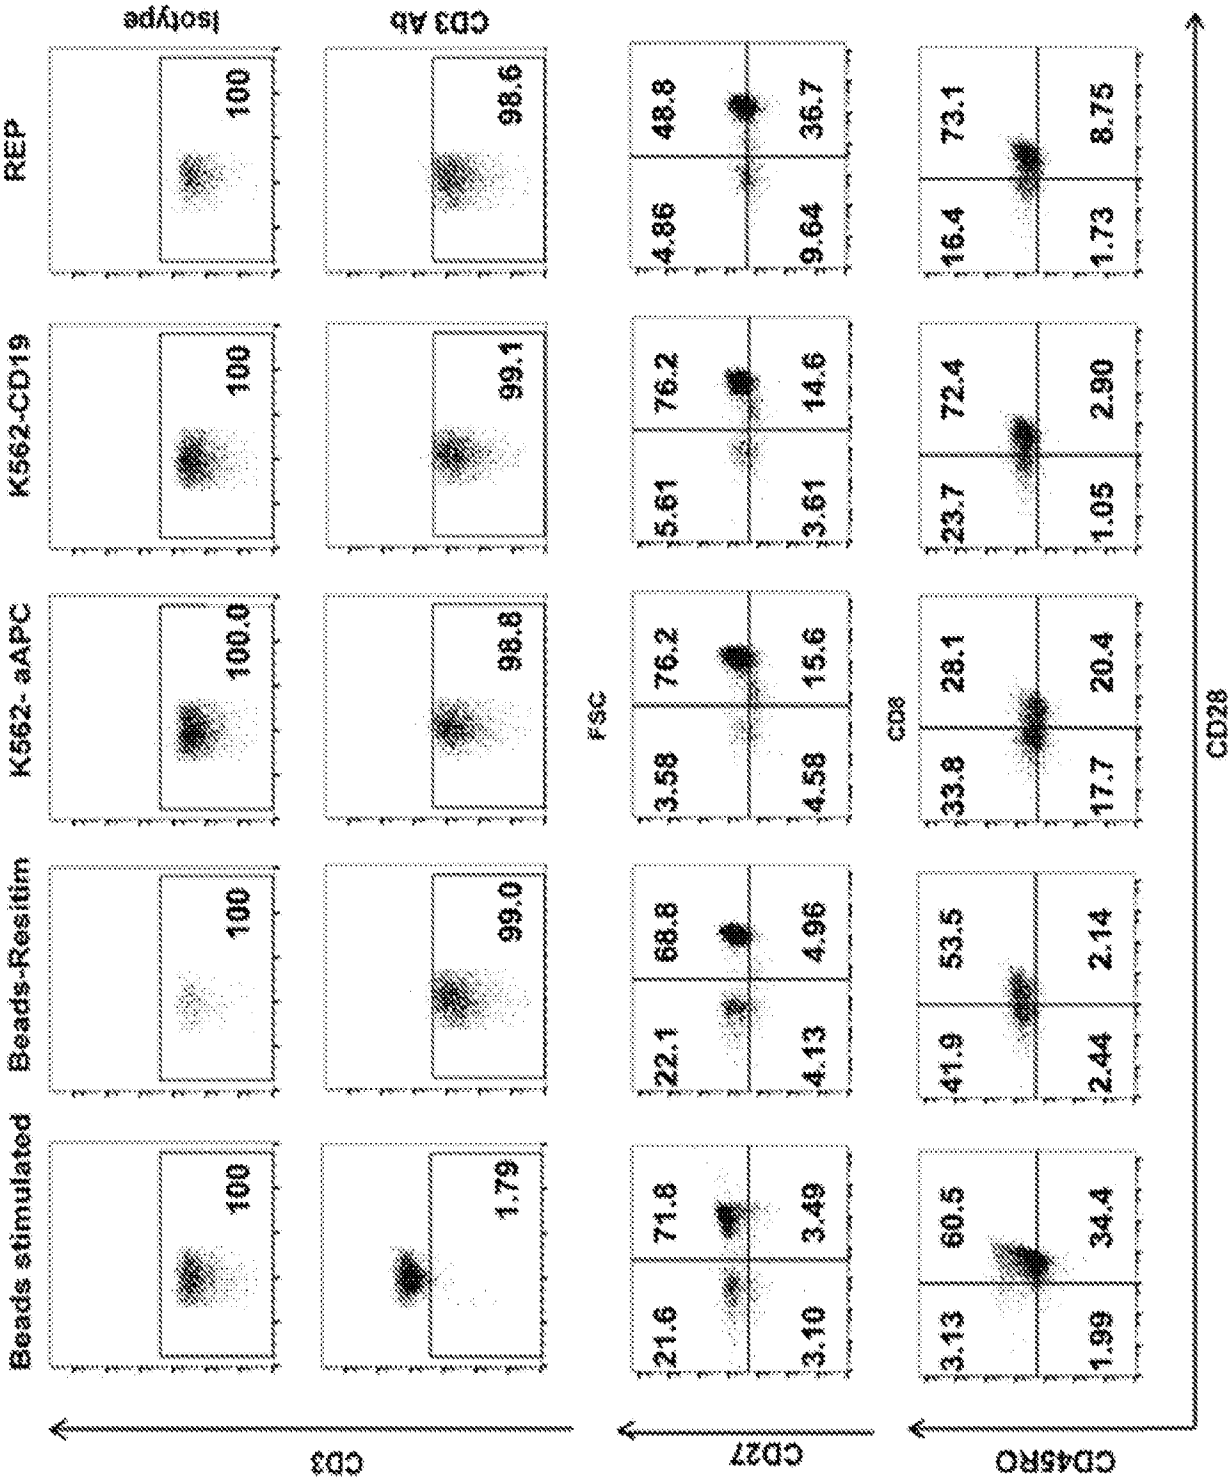 Beads stimulated
Beads-Resitim
K562- aAPC
K562-CD19
REP
CD3
100
100
100.0
100
100
Isotype
1.79
99.0
98.8
99.1
98.6
CD3 Ab
FSC
CD27
21.6 71.8
22.1 68.8
3.58 76.2
5.61 76.2
4.86 48.8
3.10 3.49
4.13 4.96
4.58 15.6
3.61 14.6
9.64 36.7
CD8
CD45RO
3.13 60.5
41.9 53.5
33.8 28.1
23.7 72.4
16.4 73.1
1.99 34.4
2.44 2.14
17.7 20.4
1.05 2.90
1.73 8.75
CD28